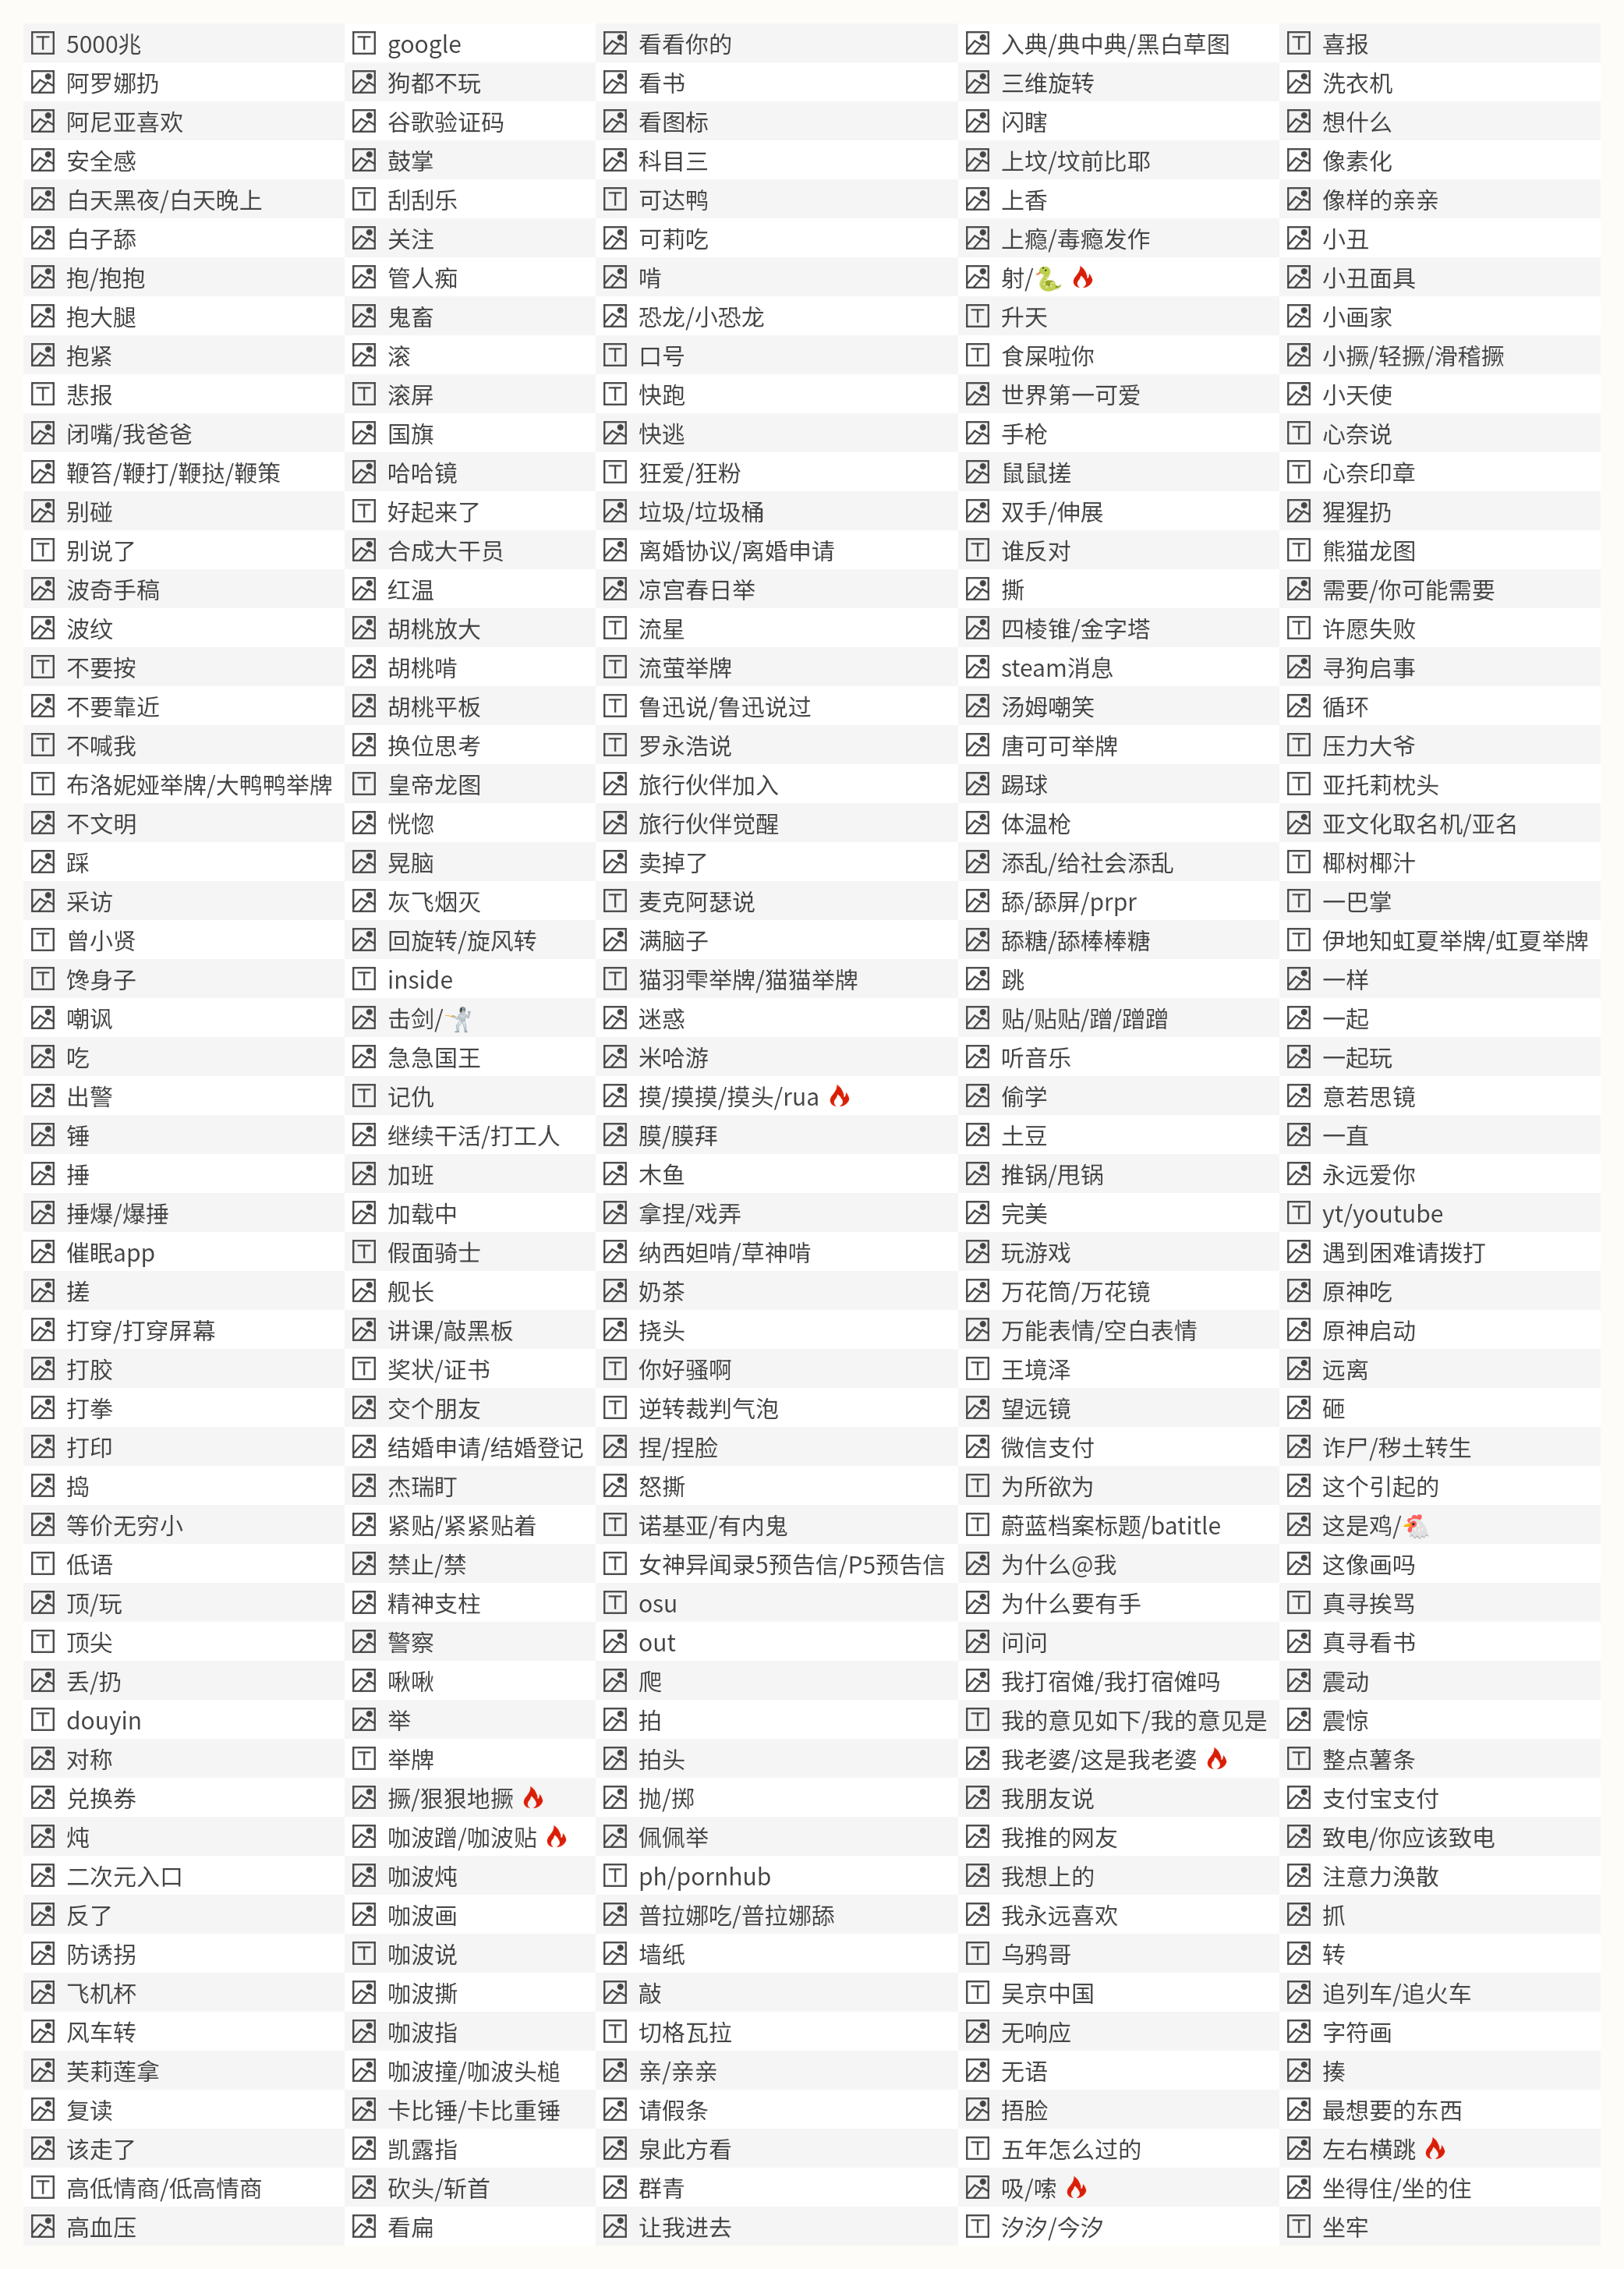 5000兆
阿罗娜扔
阿尼亚喜欢
安全感
白天黑夜/白天晚上
白子舔
抱/抱抱
抱大腿
抱紧
悲报
闭嘴/我爸爸
鞭笞/鞭打/鞭挞/鞭策
别碰
别说了
波奇手稿
波纹
不要按
不要靠近
不喊我
布洛妮娅举牌/大鸭鸭举牌
不文明
踩
采访
曾小贤
馋身子
嘲讽
吃
出警
锤
捶
捶爆/爆捶
催眠app
搓
打穿/打穿屏幕
打胶
打拳
打印
捣
等价无穷小
低语
顶/玩
顶尖
丢/扔
douyin
对称
兑换券
炖
二次元入口
反了
防诱拐
飞机杯
风车转
芙莉莲拿
复读
该走了
高低情商/低高情商
高血压
google
狗都不玩
谷歌验证码
鼓掌
刮刮乐
关注
管人痴
鬼畜
滚
滚屏
国旗
哈哈镜
好起来了
合成大干员
红温
胡桃放大
胡桃啃
胡桃平板
换位思考
皇帝龙图
恍惚
晃脑
灰飞烟灭
回旋转/旋风转
inside
击剑/🤺
急急国王
记仇
继续干活/打工人
加班
加载中
假面骑士
舰长
讲课/敲黑板
奖状/证书
交个朋友
结婚申请/结婚登记
杰瑞盯
紧贴/紧紧贴着
禁止/禁
精神支柱
警察
啾啾
举
举牌
撅/狠狠地撅 🔥
咖波蹭/咖波贴 🔥
咖波炖
咖波画
咖波说
咖波撕
咖波指
咖波撞/咖波头槌
卡比锤/卡比重锤
凯露指
砍头/斩首
看扁
看看你的
看书
看图标
科目三
可达鸭
可莉吃
啃
恐龙/小恐龙
口号
快跑
快逃
狂爱/狂粉
垃圾/垃圾桶
离婚协议/离婚申请
凉宫春日举
流星
流萤举牌
鲁迅说/鲁迅说过
罗永浩说
旅行伙伴加入
旅行伙伴觉醒
卖掉了
麦克阿瑟说
满脑子
猫羽雫举牌/猫猫举牌
迷惑
米哈游
摸/摸摸/摸头/rua 🔥
膜/膜拜
木鱼
拿捏/戏弄
纳西妲啃/草神啃
奶茶
挠头
你好骚啊
逆转裁判气泡
捏/捏脸
怒撕
诺基亚/有内鬼
女神异闻录5预告信/P5预告信
osu
out
爬
拍
拍头
抛/掷
佩佩举
ph/pornhub
普拉娜吃/普拉娜舔
墙纸
敲
切格瓦拉
亲/亲亲
请假条
泉此方看
群青
让我进去
入典/典中典/黑白草图
三维旋转
闪瞎
上坟/坟前比耶
上香
上瘾/毒瘾发作
射/🐍 🔥
升天
食屎啦你
世界第一可爱
手枪
鼠鼠搓
双手/伸展
谁反对
撕
四棱锥/金字塔
steam消息
汤姆嘲笑
唐可可举牌
踢球
体温枪
添乱/给社会添乱
舔/舔屏/prpr
舔糖/舔棒棒糖
跳
贴/贴贴/蹭/蹭蹭
听音乐
偷学
土豆
推锅/甩锅
完美
玩游戏
万花筒/万花镜
万能表情/空白表情
王境泽
望远镜
微信支付
为所欲为
蔚蓝档案标题/batitle
为什么@我
为什么要有手
问问
我打宿傩/我打宿傩吗
我的意见如下/我的意见是
我老婆/这是我老婆 🔥
我朋友说
我推的网友
我想上的
我永远喜欢
乌鸦哥
吴京中国
无响应
无语
捂脸
五年怎么过的
吸/嗦 🔥
汐汐/今汐
喜报
洗衣机
想什么
像素化
像样的亲亲
小丑
小丑面具
小画家
小撅/轻撅/滑稽撅
小天使
心奈说
心奈印章
猩猩扔
熊猫龙图
需要/你可能需要
许愿失败
寻狗启事
循环
压力大爷
亚托莉枕头
亚文化取名机/亚名
椰树椰汁
一巴掌
伊地知虹夏举牌/虹夏举牌
一样
一起
一起玩
意若思镜
一直
永远爱你
yt/youtube
遇到困难请拨打
原神吃
原神启动
远离
砸
诈尸/秽土转生
这个引起的
这是鸡/🐔
这像画吗
真寻挨骂
真寻看书
震动
震惊
整点薯条
支付宝支付
致电/你应该致电
注意力涣散
抓
转
追列车/追火车
字符画
揍
最想要的东西
左右横跳 🔥
坐得住/坐的住
坐牢